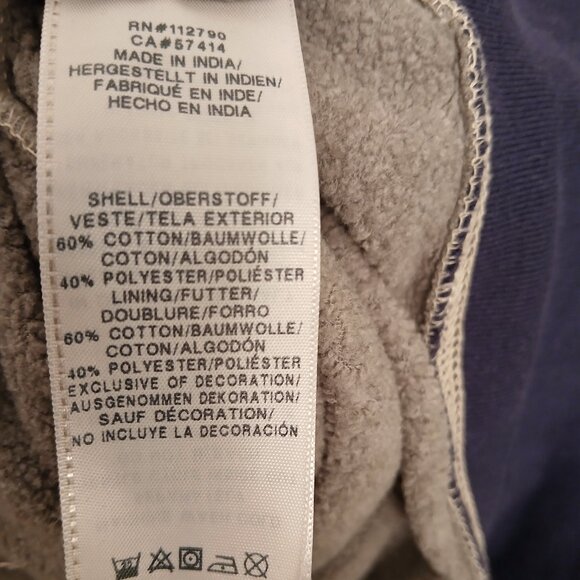 RN#112790
CA#57414
MADE IN INDIA/
HERGESTELLT IN INDIEN/
FABRIQUÉ EN INDE/
HECHO EN INDIA
SHELL/OBERSTOFF/
VESTE/TELA EXTERIOR
60% COTTON/BAUMWOLLE/
COTON/ALGODÓN
40% POLYESTER/POLIÉSTER
LINING/FUTTER/
DOUBLURE/FORRO
60% COTTON/BAUMWOLLE/
COTON/ALGODÓN
40% POLYESTER/POLIÉSTER
EXCLUSIVE OF DECORATION/
AUSGENOMMEN DEKORATION/
SAUF DÉCORATION/
NO INCLUYE LA DECORACIÓN